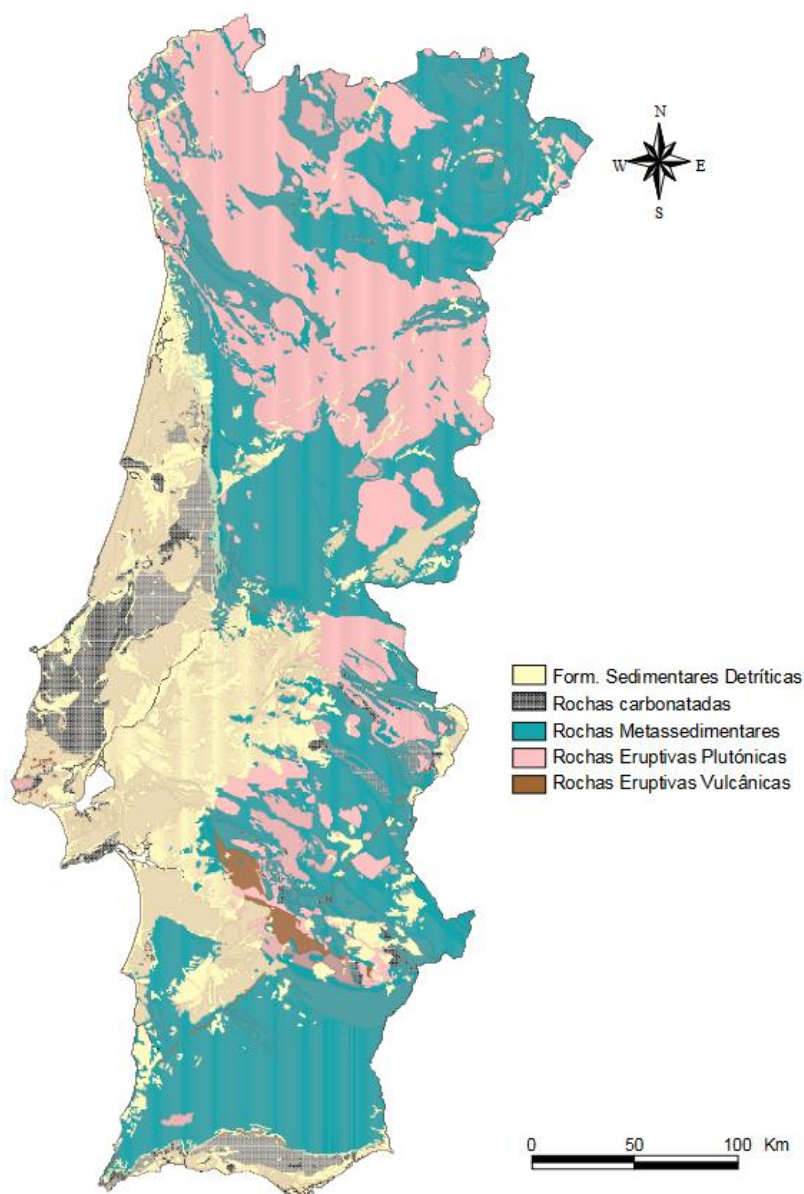 N
W E
S
Form. Sedimentares Detríticas
Rochas carbonatadas
Rochas Metassedimentares
Rochas Eruptivas Plutónicas
Rochas Eruptivas Vulcânicas
0 50 100 Km